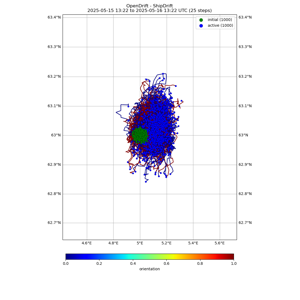 OpenDrift - ShipDrift
2025-05-15 13:22 to 2025-05-16 13:22 UTC (25 steps)
63.4°N 63.4°N
initial (1000)
active (1000)
63.3°N 63.3°N
63.2°N 63.2°N
63.1°N 63.1°N
63°N 63°N
62.9°N 62.9°N
62.8°N 62.8°N
62.7°N 62.7°N
4.6°E 4.8°E 5°E 5.2°E 5.4°E 5.6°E
0.0 0.2 0.4 0.6 0.8 1.0
orientation